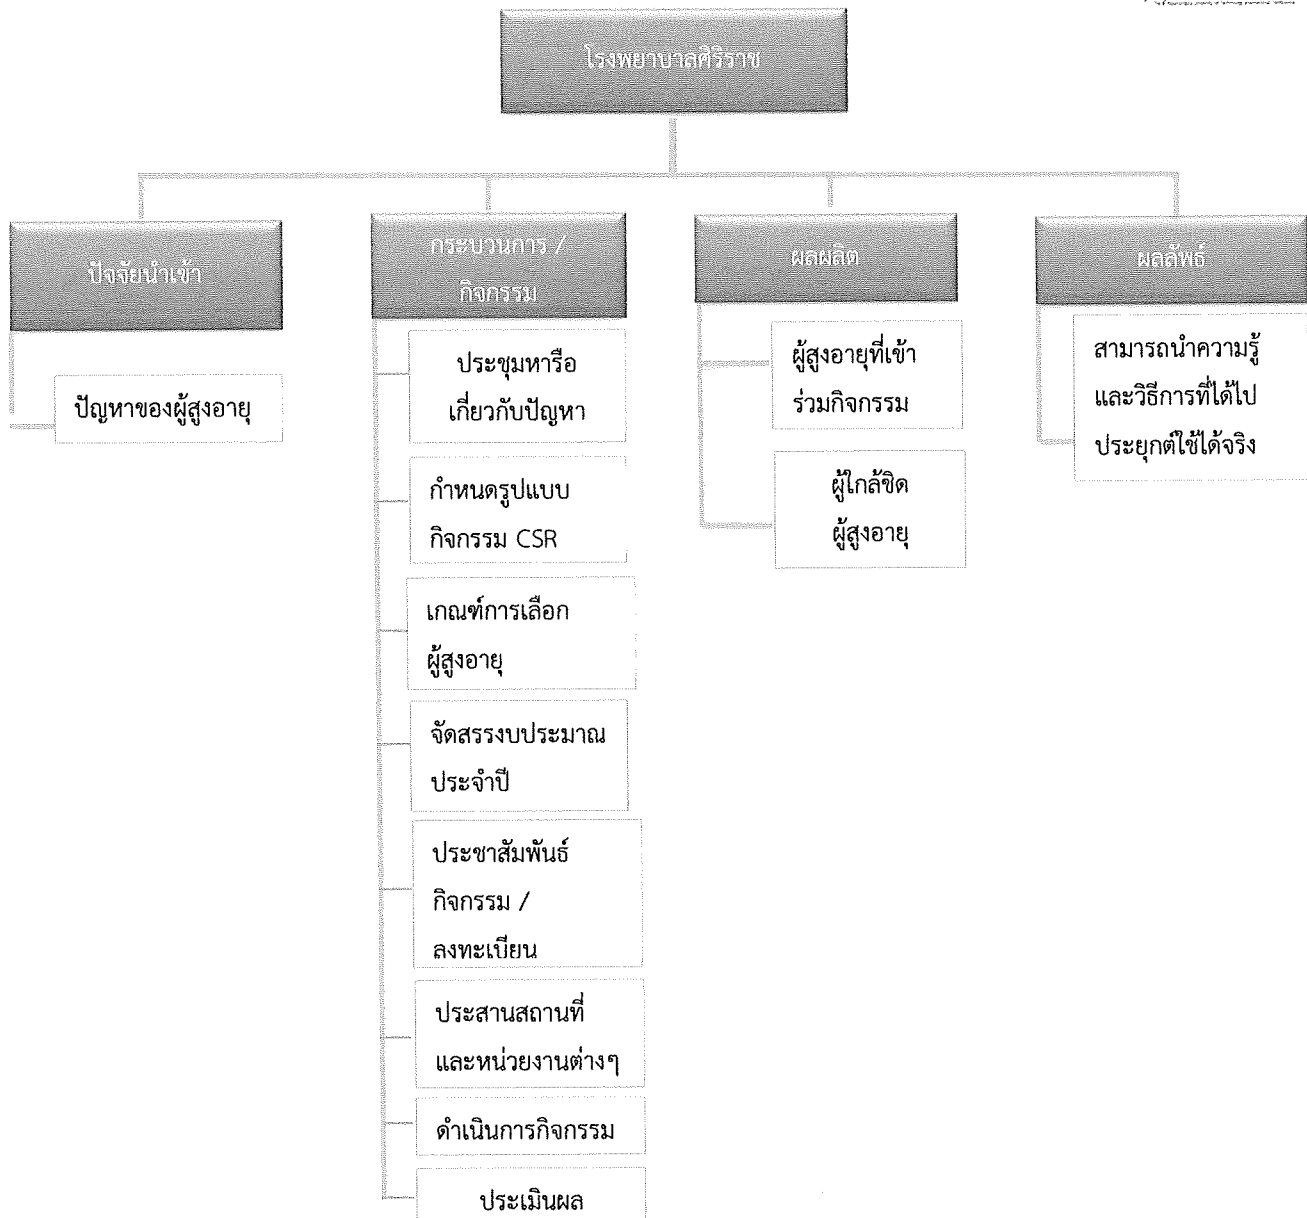 โรงพยาบาลศิริราช
ปัจจัยนำเข้า
ปัญหาของผู้สูงอายุ
กระบวนการ /
กิจกรรม
ประชุมหารือ
เกี่ยวกับปัญหา
กำหนดรูปแบบ
กิจกรรม CSR
เกณฑ์การเลือก
ผู้สูงอายุ
จัดสรรงบประมาณ
ประจำปี
ประชาสัมพันธ์
กิจกรรม /
ลงทะเบียน
ประสานสถานที่
และหน่วยงานต่างๆ
ดำเนินการกิจกรรม
ประเมินผล
ผลผลิต
ผู้สูงอายุที่เข้า
ร่วมกิจกรรม
ผู้ใกล้ชิด
ผู้สูงอายุ
ผลลัพธ์
สามารถนำความรู้
และวิธีการที่ได้ไป
ประยุกต์ใช้ได้จริง